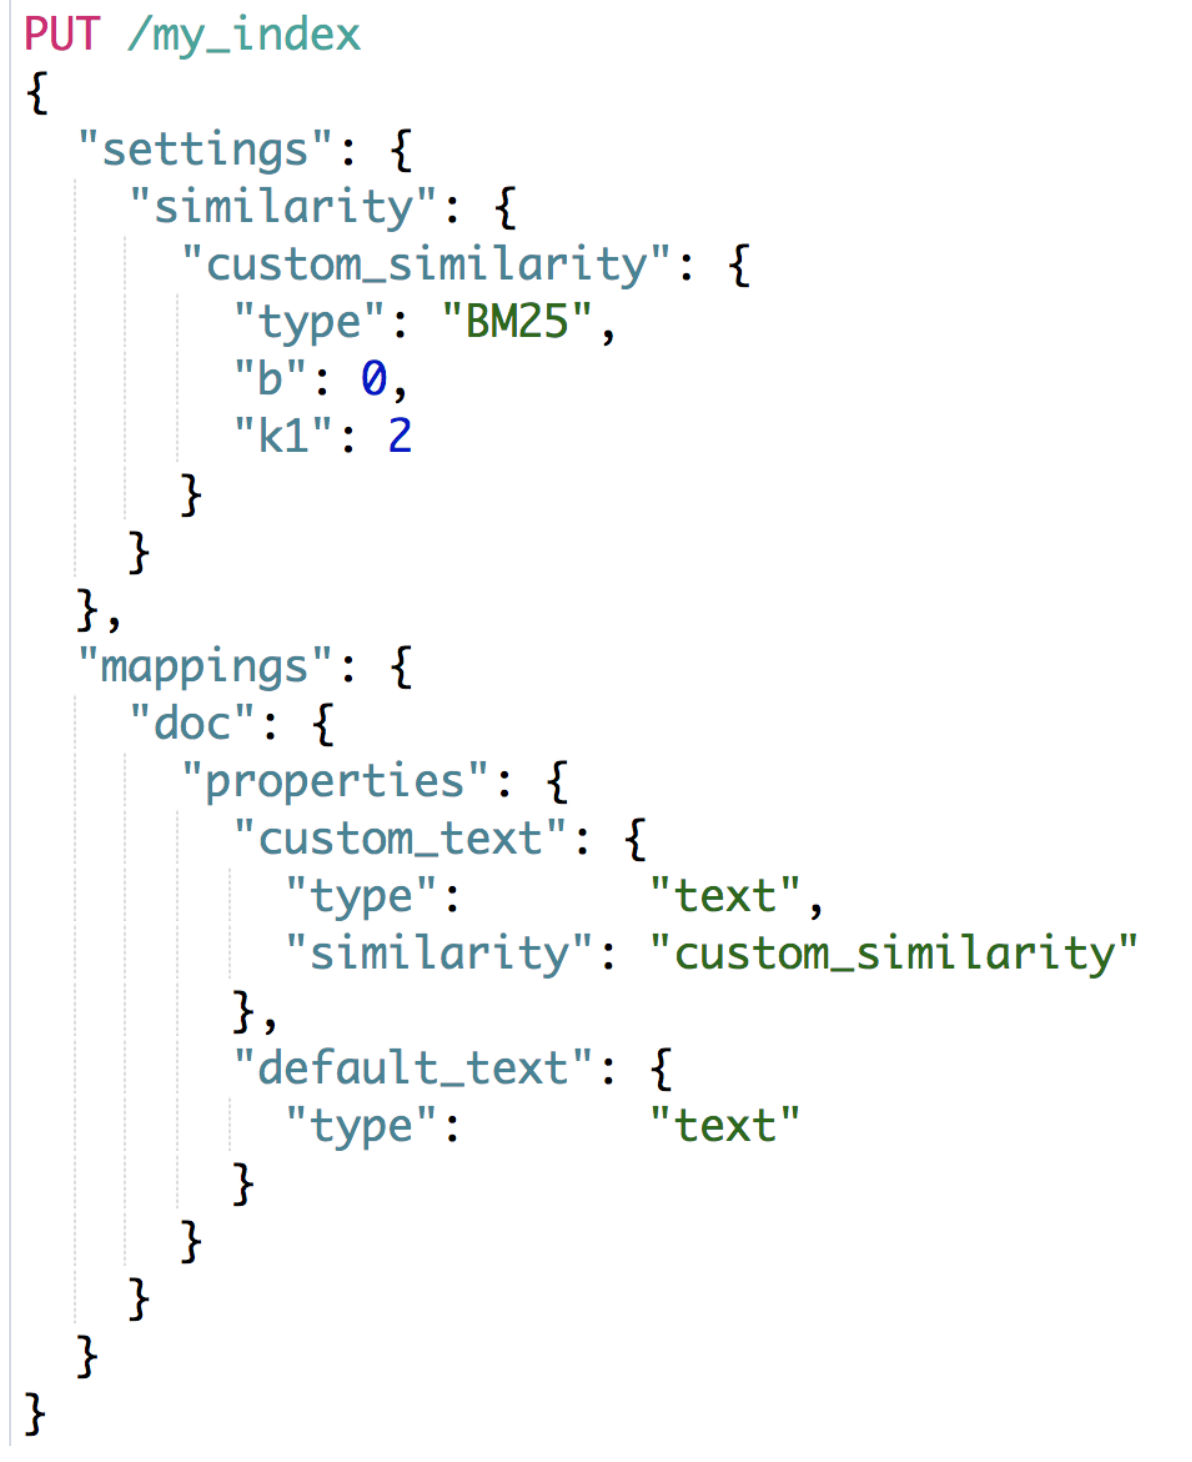 PUT /my_index
{
  "settings": {
    "similarity": {
      "custom_similarity": {
        "type": "BM25",
        "b": 0,
        "k1": 2
      }
    }
  },
  "mappings": {
    "doc": {
      "properties": {
        "custom_text": {
          "type":       "text",
          "similarity": "custom_similarity"
        },
        "default_text": {
          "type":       "text"
        }
      }
    }
  }
}